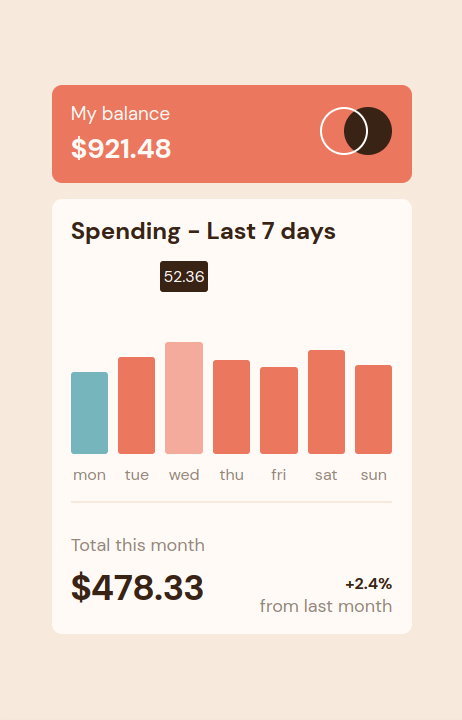 My balance
$921.48
Spending - Last 7 days
52.36
mon tue wed thu fri sat sun
Total this month
$478.33
+2.4%
from last month